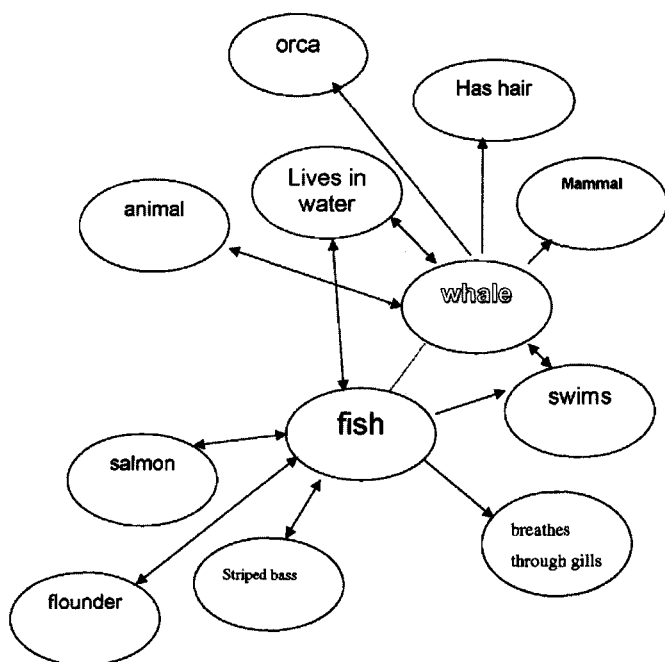 orca
Has hair
Lives in
water
Mammal
animal
whale
fish
swims
salmon
breathes
through gills
Striped bass
flounder